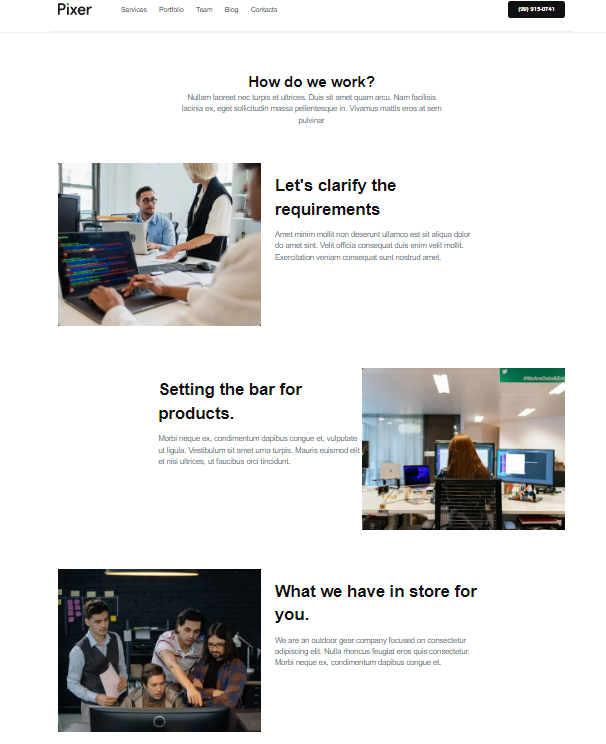 Pixer
Services Portfolio Team Blog Contacts
(99) 915-0741
How do we work?
Nullam laoreet nec turpis et ultrices. Duis sit amet quam arcu. Nam facilisis
lacinia ex, eget sollicitudin massa pellentesque in. Vivamus mattis eros at sem
pulvinar
Let's clarify the
requirements
Amet minim mollit non deserunt ullamco est sit aliqua dolor
do amet sint. Velit officia consequat duis enim velit mollit.
Exercitation veniam consequat sunt nostrud amet.
Setting the bar for
products.
Morbi neque ex, condimentum dapibus congue et, vulputate
ut ligula. Vestibulum sit amet urna turpis. Mauris euismod elit
et nisi ultrices, ut faucibus orci tincidunt.
What we have in store for
you.
We are an outdoor gear company focused on consectetur
adipiscing elit. Nulla rhoncus feugiat eros quis consectetur.
Morbi neque ex, condimentum dapibus congue et.